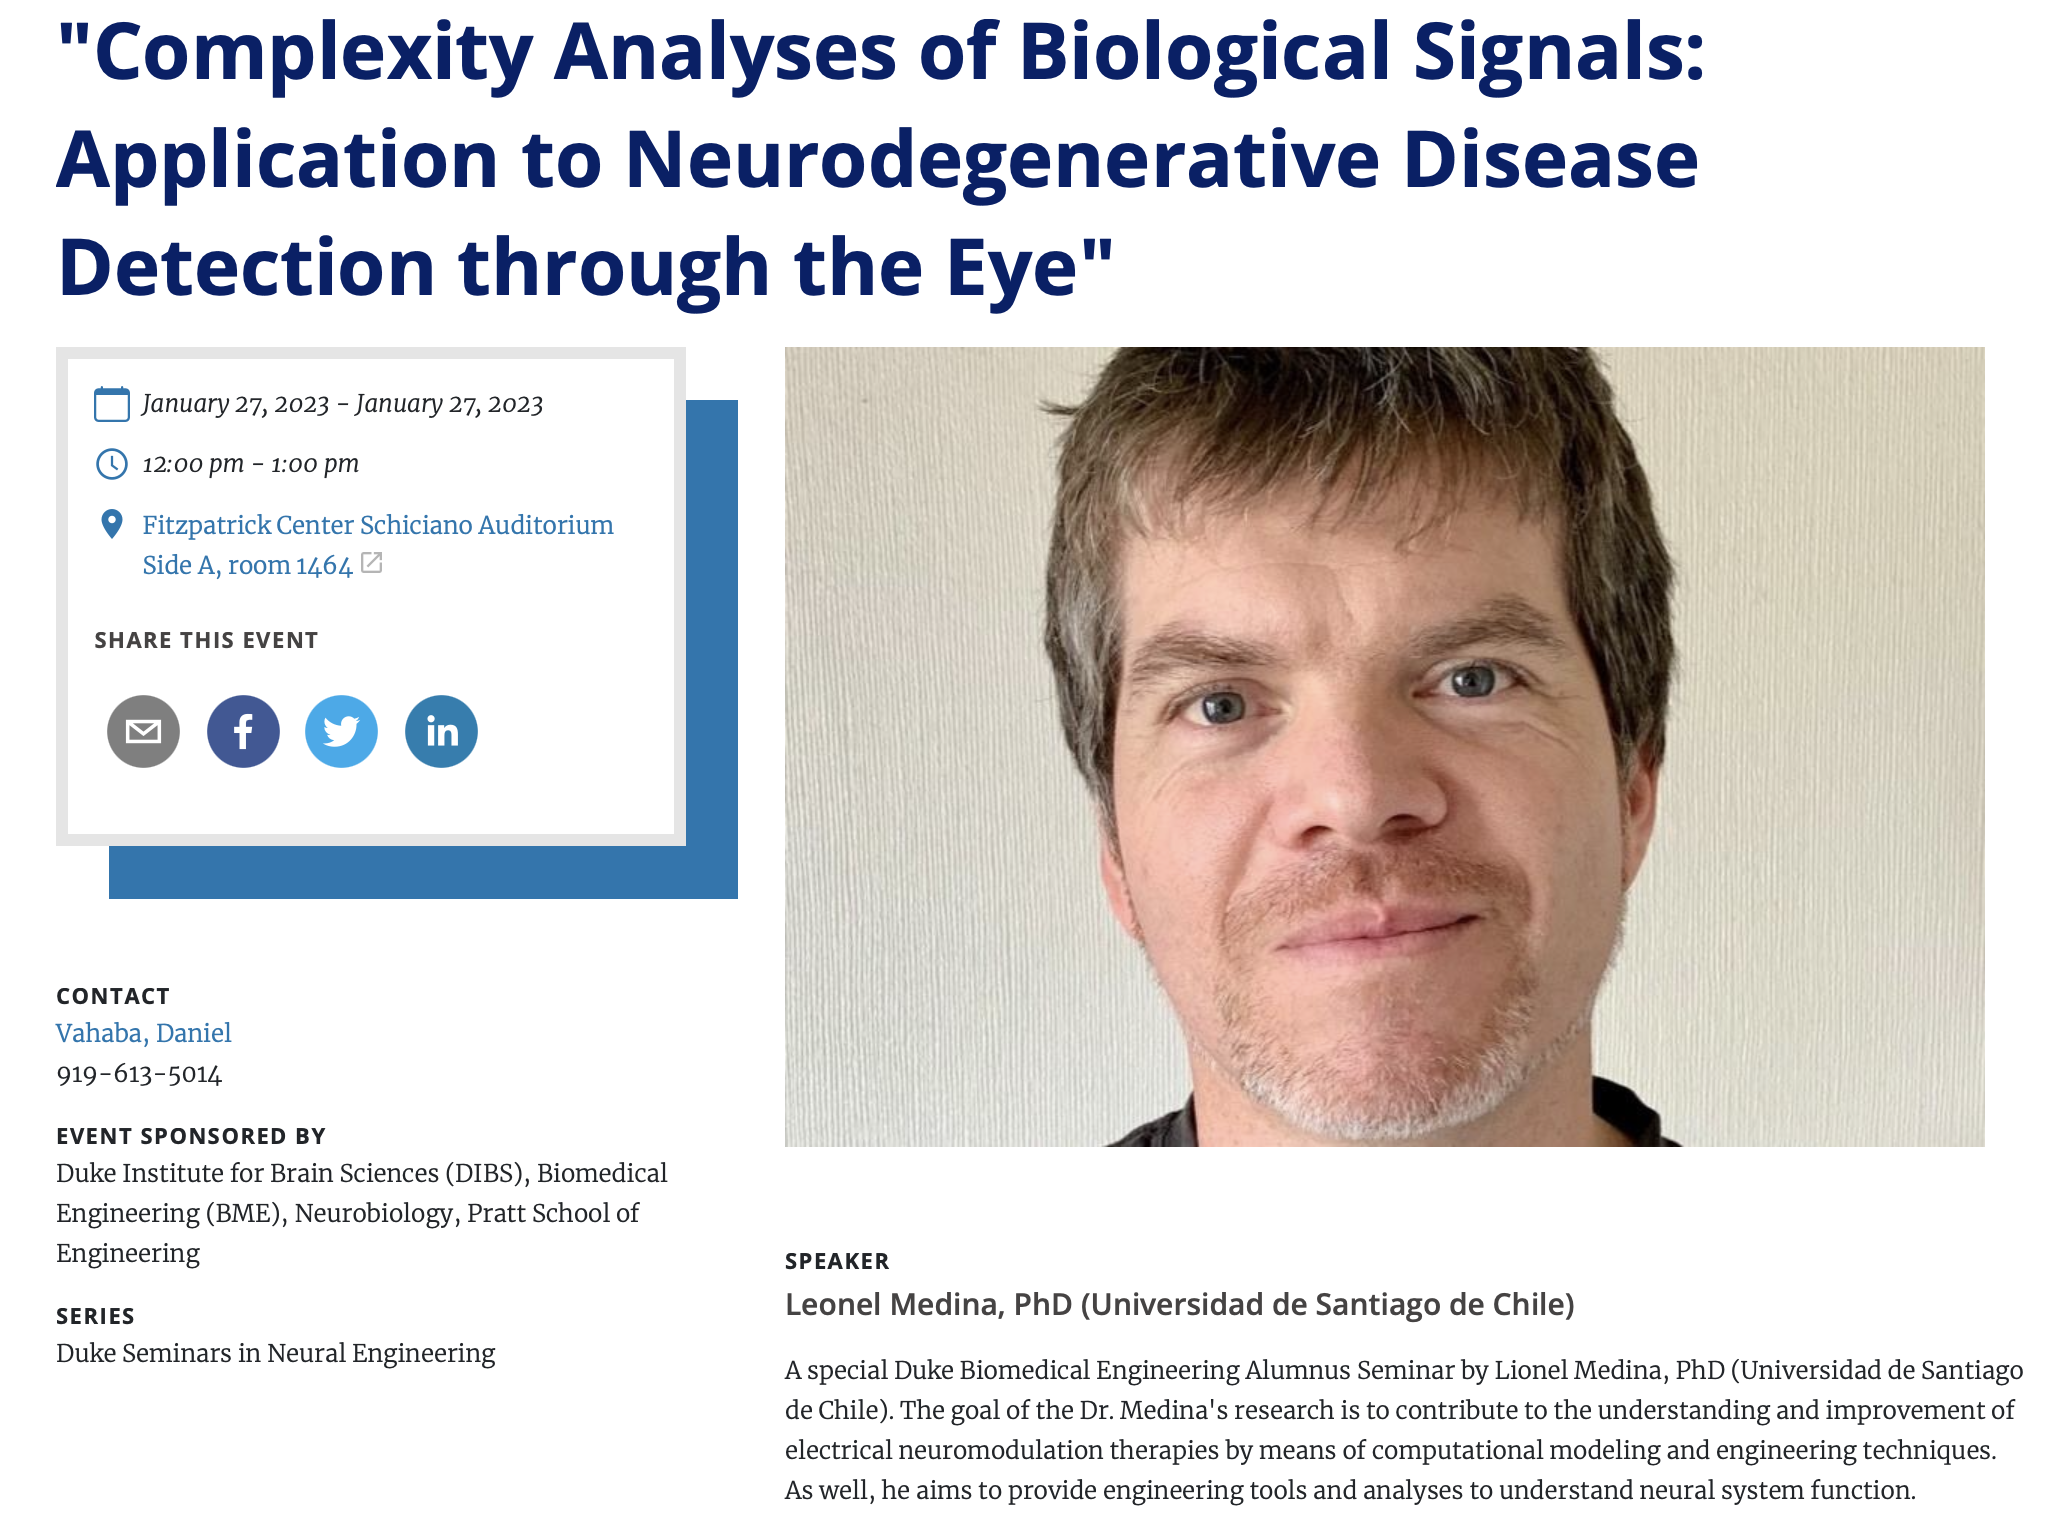 "Complexity Analyses of Biological Signals:
Application to Neurodegenerative Disease
Detection through the Eye"
January 27, 2023 - January 27, 2023
12:00 pm - 1:00 pm
Fitzpatrick Center Schiciano Auditorium
Side A, room 1464
SHARE THIS EVENT
f
in
CONTACT
Vahaba, Daniel
919-613-5014
EVENT SPONSORED BY
Duke Institute for Brain Sciences (DIBS), Biomedical
Engineering (BME), Neurobiology, Pratt School of
Engineering
SERIES
Duke Seminars in Neural Engineering
SPEAKER
Leonel Medina, PhD (Universidad de Santiago de Chile)
A special Duke Biomedical Engineering Alumnus Seminar by Lionel Medina, PhD (Universidad de Santiago
de Chile). The goal of the Dr. Medina's research is to contribute to the understanding and improvement of
electrical neuromodulation therapies by means of computational modeling and engineering techniques.
As well, he aims to provide engineering tools and analyses to understand neural system function.